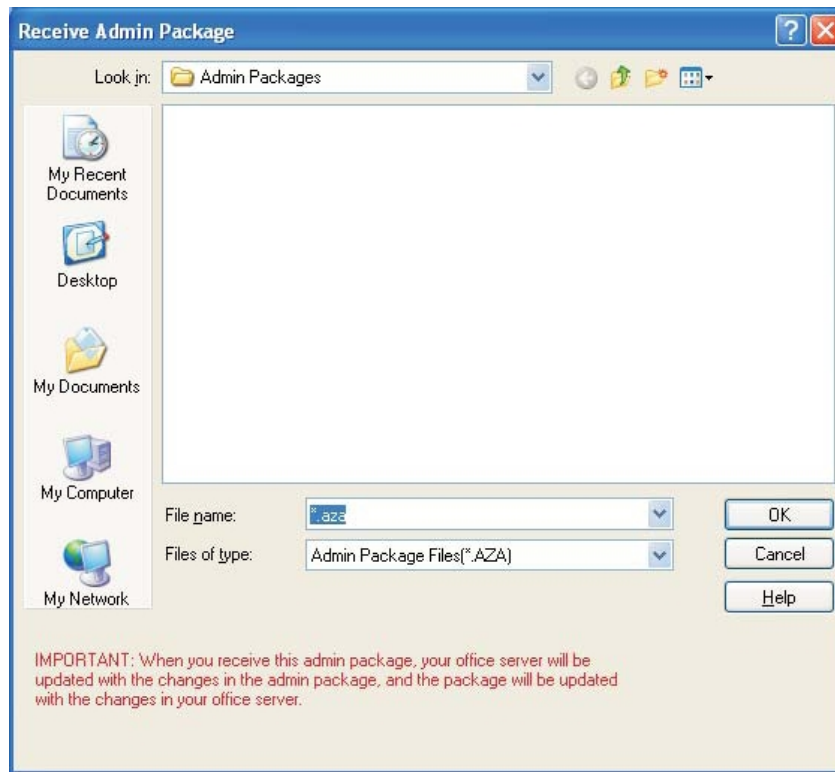 Receive Admin Package
Look in:
Admin Packages
My Recent
Documents
Desktop
My Documents
My Computer
My Network
File name:
*.aza
OK
Files of type:
Admin Package Files(*.AZA)
Cancel
Help
IMPORTANT: When you receive this admin package, your office server will be
updated with the changes in the admin package, and the package will be updated
with the changes in your office server.